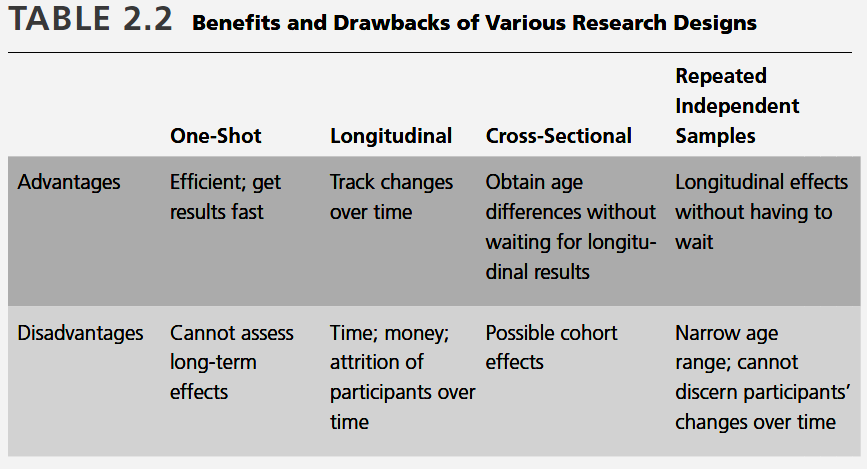 TABLE 2.2 Benefits and Drawbacks of Various Research Designs
One-Shot
Longitudinal
Cross-Sectional
Repeated
Independent
Samples
Advantages
Efficient; get
results fast
Track changes
over time
Obtain age
differences without
waiting for longitu-
dinal results
Longitudinal effects
without having to
wait
Disadvantages
Cannot assess
long-term
effects
Time; money;
attrition of
participants over
time
Possible cohort
effects
Narrow age
range; cannot
discern participants’
changes over time